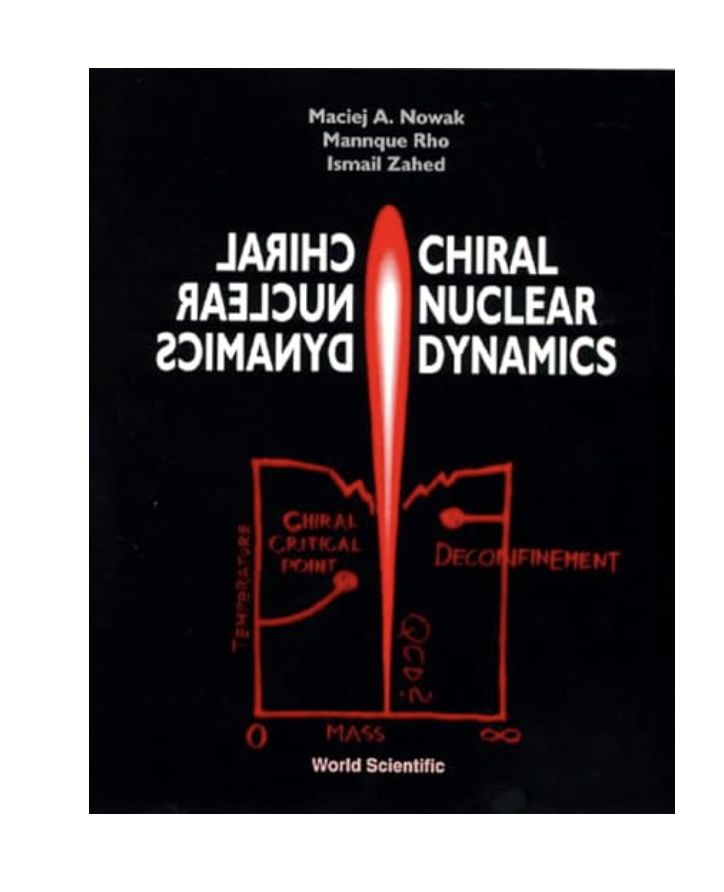 Maciej A. Nowak
Mannque Rho
Ismail Zahed
CHIRAL
NUCLEAR
DYNAMICS
CHIRAL
NUCLEAR
DYNAMICS
CHIRAL
CRITICAL
POINT
DECONFINEMENT
TEMPERATURE
QCD?
0
MASS
∞
World Scientific